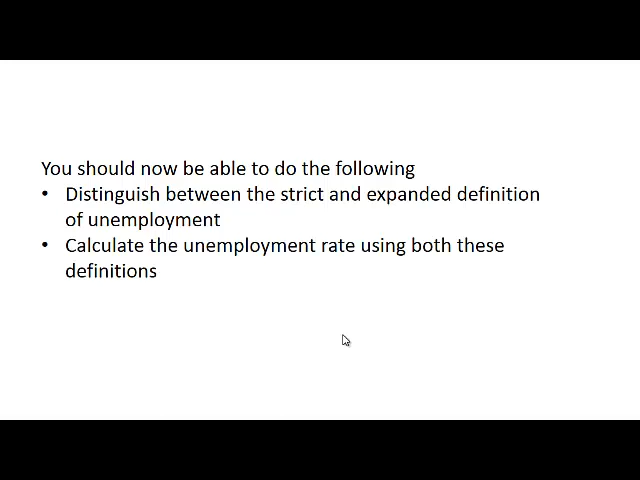 You should now be able to do the following
• Distinguish between the strict and expanded definition
of unemployment
• Calculate the unemployment rate using both these
definitions